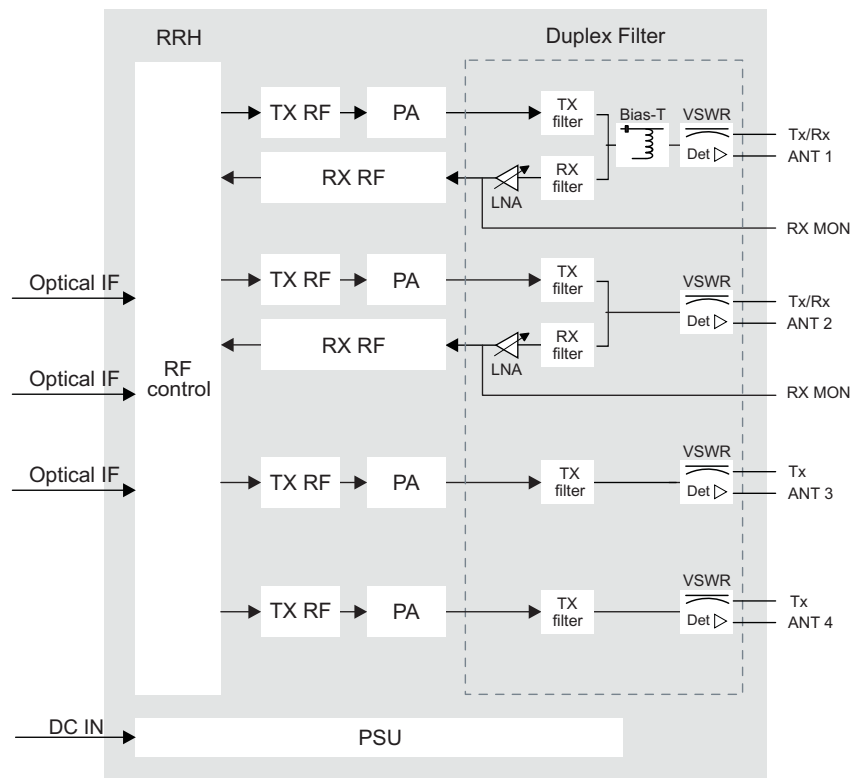 RRH
Duplex Filter
TX RF
PA
TX
filter
Bias-T
VSWR
Det
Tx/Rx
ANT 1
RX RF
LNA
RX
filter
RX MON
Optical IF
TX RF
PA
TX
filter
VSWR
Det
Tx/Rx
ANT 2
RX RF
LNA
RX
filter
RX MON
Optical IF
RF
control
Optical IF
TX RF
PA
TX
filter
VSWR
Det
Tx
ANT 3
TX RF
PA
TX
filter
VSWR
Det
Tx
ANT 4
DC IN
PSU